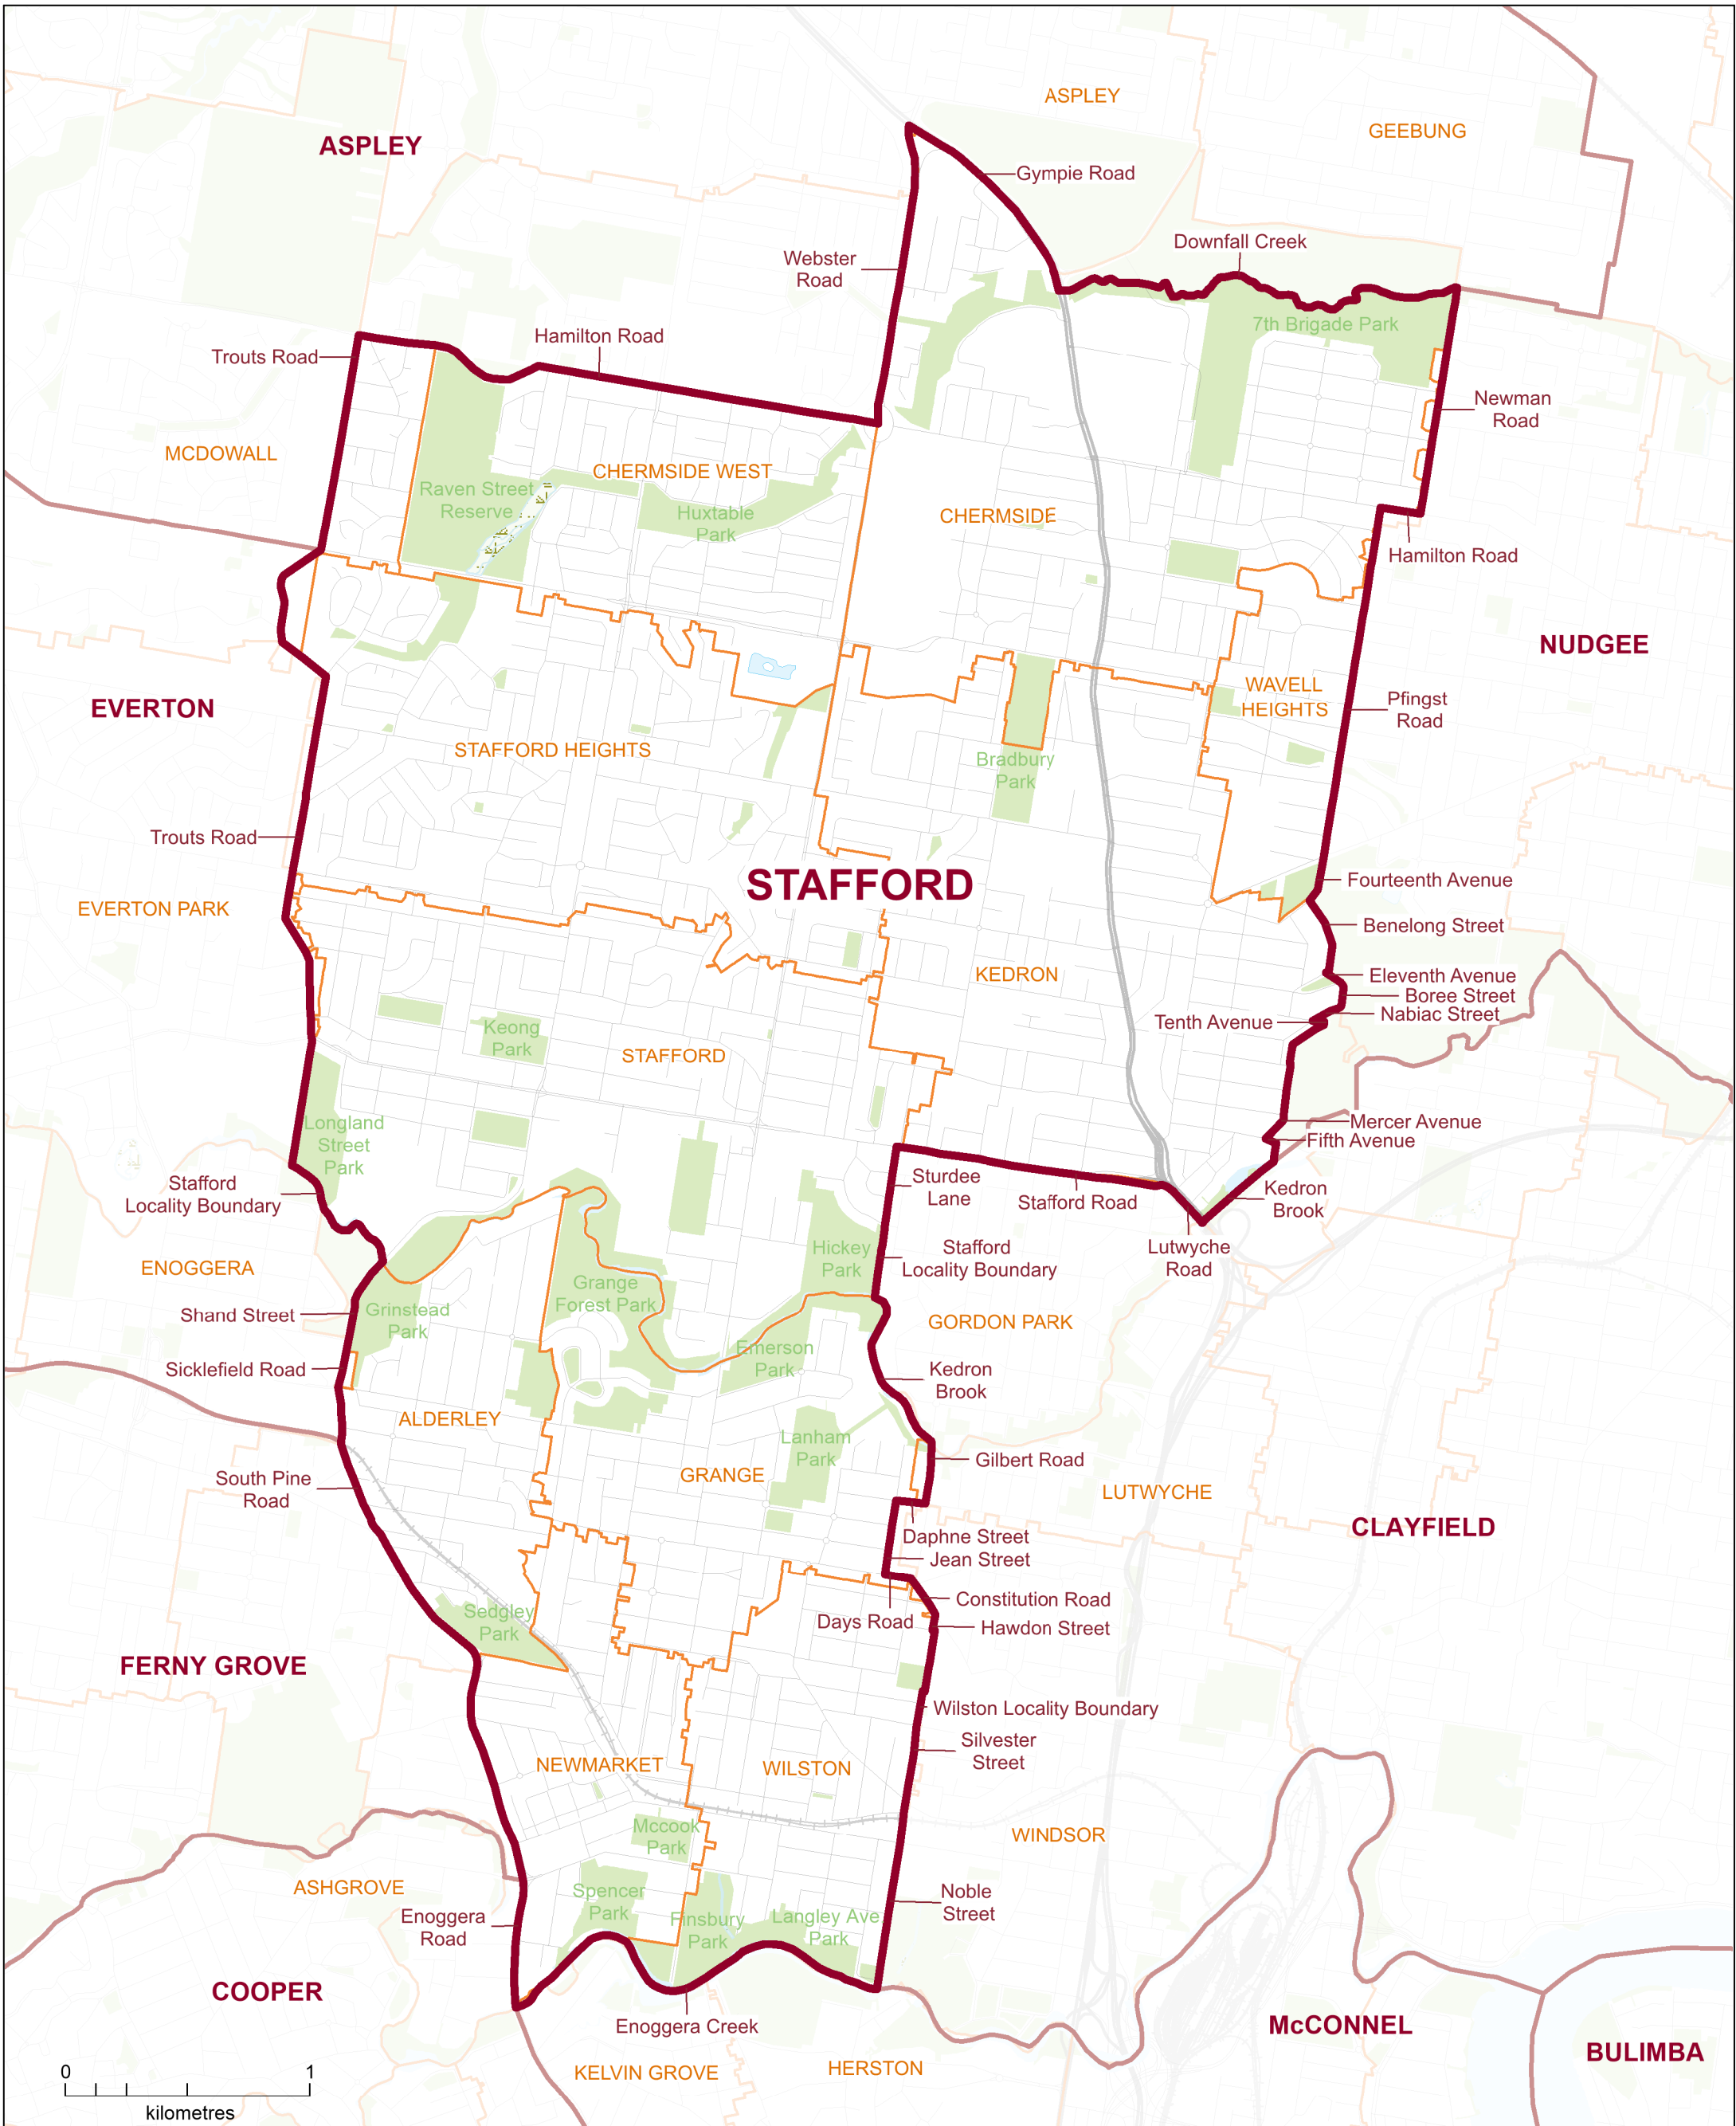 ASPLEY
GEEBUNG
ASPLEY
Gympie Road
Downfall Creek
Webster
Road
7th Brigade Park
Hamilton Road
Trouts Road
Newman
Road
MCDOWALL
CHERMSIDE WEST
Raven Street
Reserve
Huxtable
Park
CHERMSIDE
Hamilton Road
NUDGEE
WAVELL
HEIGHTS
Pfingst
Road
EVERTON
STAFFORD HEIGHTS
Bradbury
Park
Trouts Road
STAFFORD
Fourteenth Avenue
EVERTON PARK
Benelong Street
KEDRON
Eleventh Avenue
Boree Street
Nabiac Street
Tenth Avenue
Keong
Park
STAFFORD
Longland
Street
Park
Mercer Avenue
Fifth Avenue
Stafford
Locality Boundary
Sturdee
Lane
Stafford Road
Kedron
Brook
Lutwyche
Road
Hickey
Park
Stafford
Locality Boundary
ENOGGERA
Grange
Forest Park
Shand Street
Grinstead
Park
GORDON PARK
Emerson
Park
Sicklefield Road
Kedron
Brook
ALDERLEY
Lanham
Park
GRANGE
Gilbert Road
South Pine
Road
LUTWYCHE
CLAYFIELD
Daphne Street
Jean Street
Constitution Road
Sedgley
Park
Days Road
Hawdon Street
FERNY GROVE
Wilston Locality Boundary
Silvester
Street
NEWMARKET
WILSTON
Mccook
Park
WINDSOR
ASHGROVE
Spencer
Park
Noble
Street
Enoggera
Road
Finsbury
Park
Langley Ave
Park
COOPER
Enoggera Creek
McCONNEL
BULIMBA
KELVIN GROVE
HERSTON
0 1
kilometres